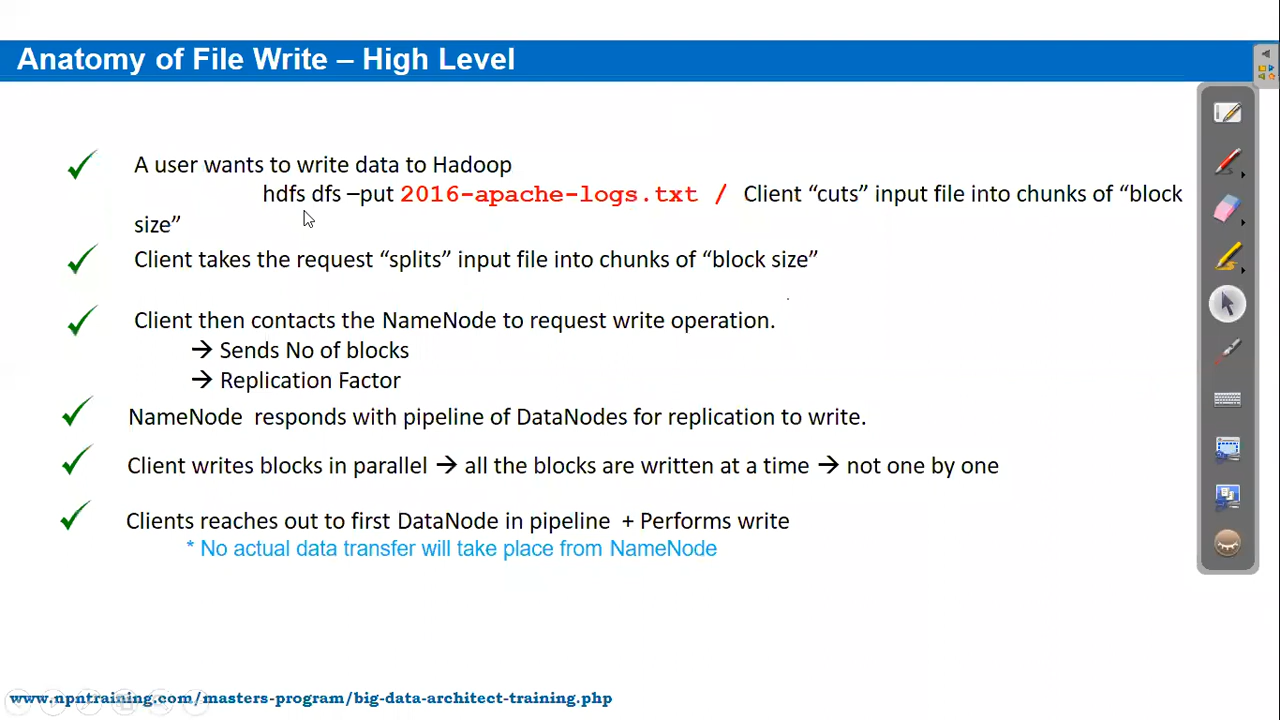 Anatomy of File Write – High Level
A user wants to write data to Hadoop
hdfs dfs –put 2016-apache-logs.txt / Client “cuts” input file into chunks of “block
size”
Client takes the request “splits” input file into chunks of “block size”
Client then contacts the NameNode to request write operation.
→ Sends No of blocks
→ Replication Factor
NameNode responds with pipeline of DataNodes for replication to write.
Client writes blocks in parallel → all the blocks are written at a time → not one by one
Clients reaches out to first DataNode in pipeline + Performs write
* No actual data transfer will take place from NameNode
www.npntraining.com/masters-program/big-data-architect-training.php